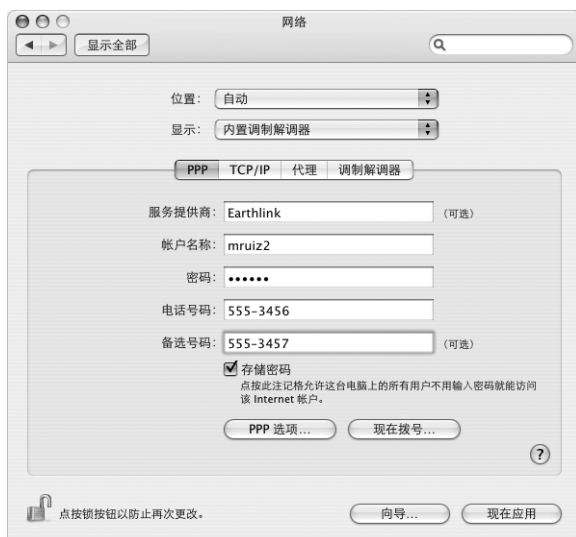 网络
显示全部
位置: 自动
显示: 内置调制解调器
PPP TCP/IP 代理 调制解调器
服务提供商: Earthlink (可选)
帐户名称: mruiz2
密码: ••••••
电话号码: 555-3456
备选号码: 555-3457 (可选)
存储密码
点按此注记格允许这台电脑上的所有用户不用输入密码就能访问
该 Internet 帐户。
PPP 选项... 现在拨号...
?
点按锁按钮以防止再次更改。 向导... 现在应用